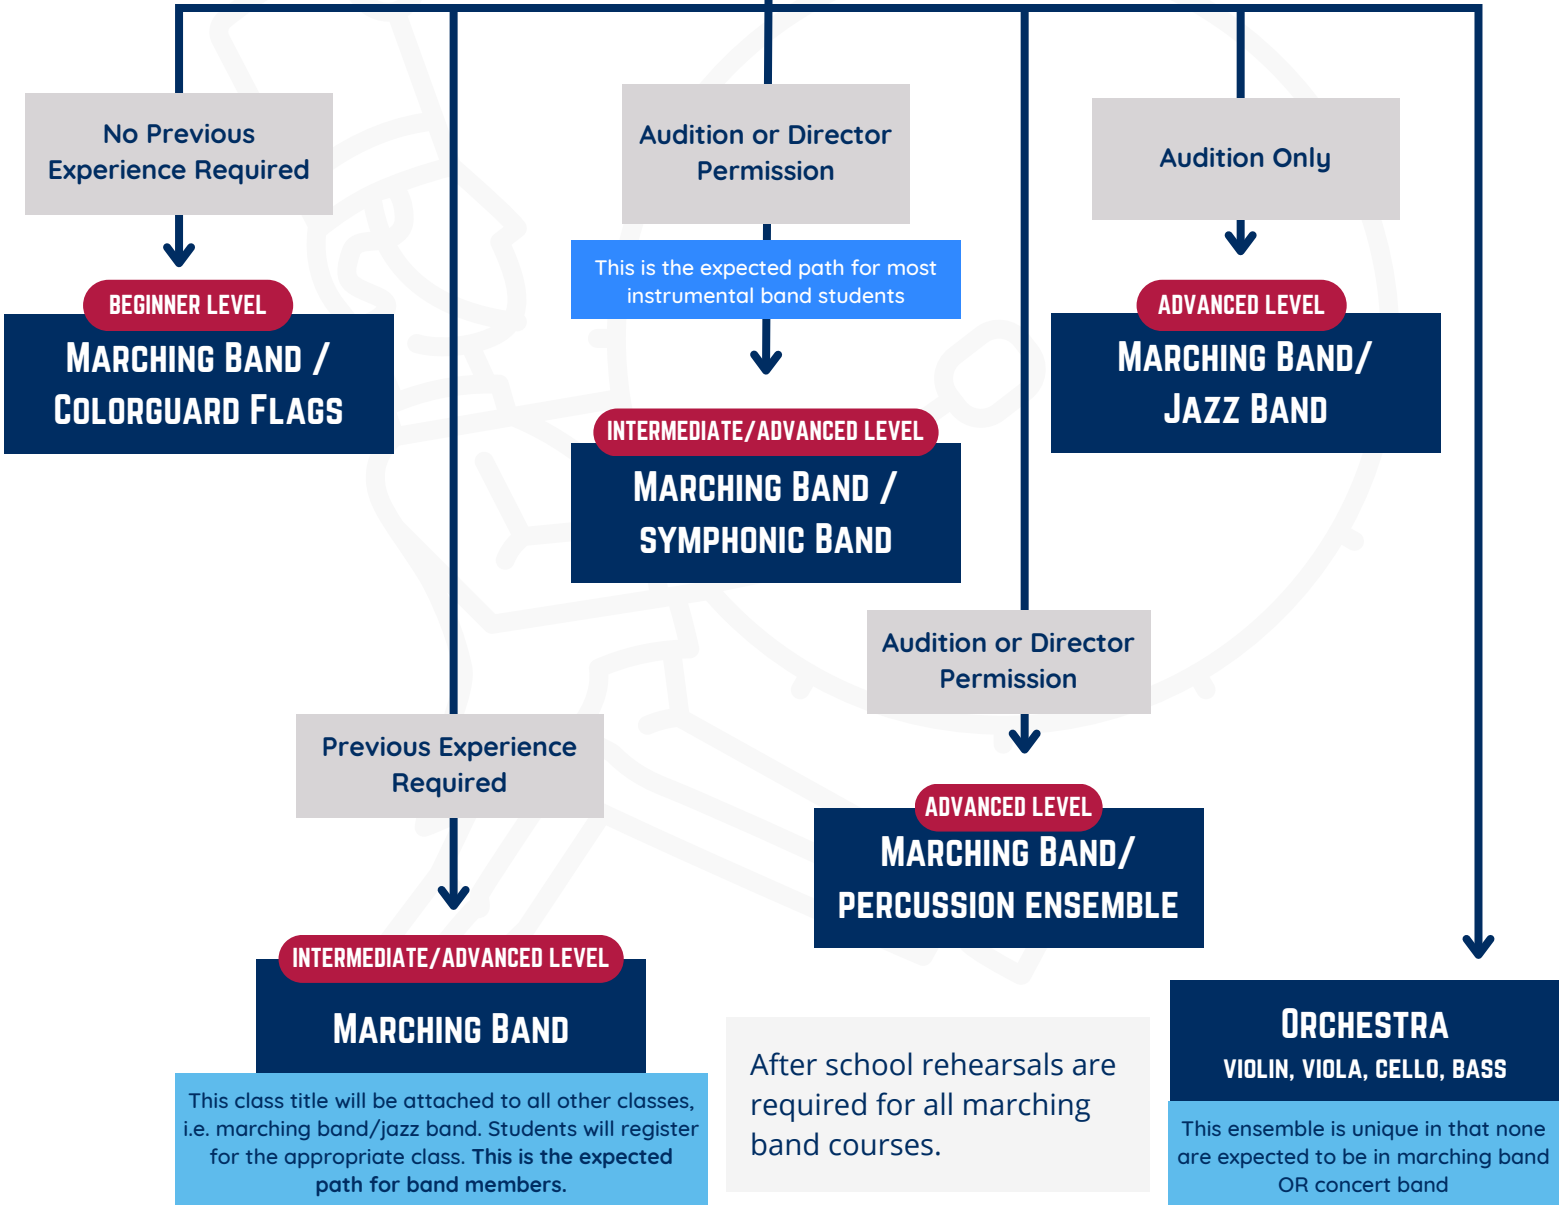 No Previous
Experience Required
BEGINNER LEVEL
MARCHING BAND /
COLORGUARD FLAGS
Audition or Director
Permission
This is the expected path for most
instrumental band students
INTERMEDIATE/ADVANCED LEVEL
MARCHING BAND /
SYMPHONIC BAND
Audition Only
ADVANCED LEVEL
MARCHING BAND/
JAZZ BAND
Audition or Director
Permission
ADVANCED LEVEL
MARCHING BAND/
PERCUSSION ENSEMBLE
Previous Experience
Required
INTERMEDIATE/ADVANCED LEVEL
MARCHING BAND
This class title will be attached to all other classes,
i.e. marching band/jazz band. Students will register
for the appropriate class. This is the expected
path for band members.
After school rehearsals are
required for all marching
band courses.
ORCHESTRA
VIOLIN, VIOLA, CELLO, BASS
This ensemble is unique in that none
are expected to be in marching band
OR concert band